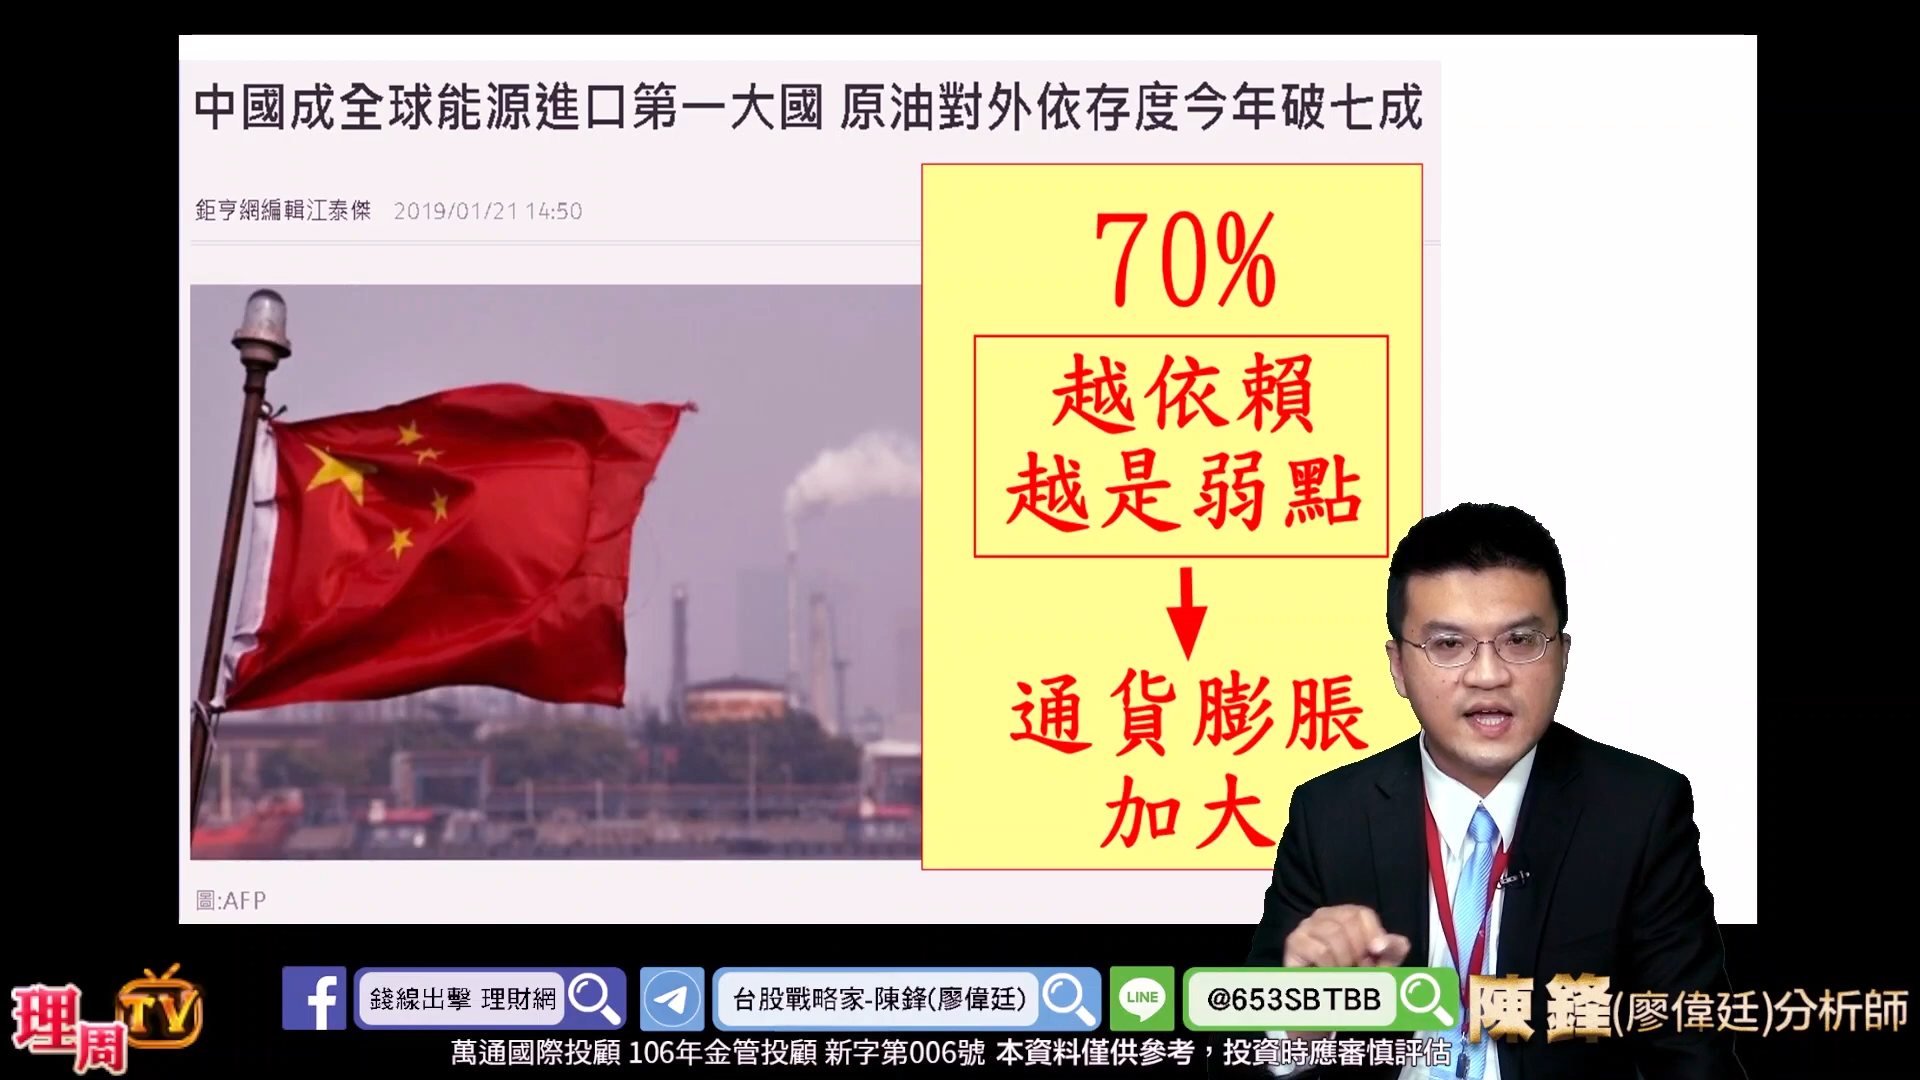 中國成全球能源進口第一大國 原油對外依存度今年破七成
鉅亨網編輯江泰傑 2019/01/21 14:50
70%
越依賴
越是弱點
通貨膨脹
加大
圖:AFP
理周TV
錢線出擊 理財網
台股戰略家-陳鋒(廖偉廷)
LINE
@653SBTBB
陳鋒(廖偉廷)分析師
萬通國際投顧 106年金管投顧 新字第006號 本資料僅供參考，投資時應審慎評估